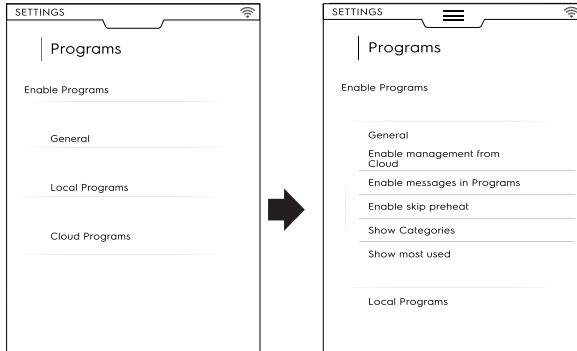 SETTINGS
Programs
Enable Programs
General
Local Programs
Cloud Programs
SETTINGS
Programs
Enable Programs
General
Enable management from
Cloud
Enable messages in Programs
Enable skip preheat
Show Categories
Show most used
Local Programs